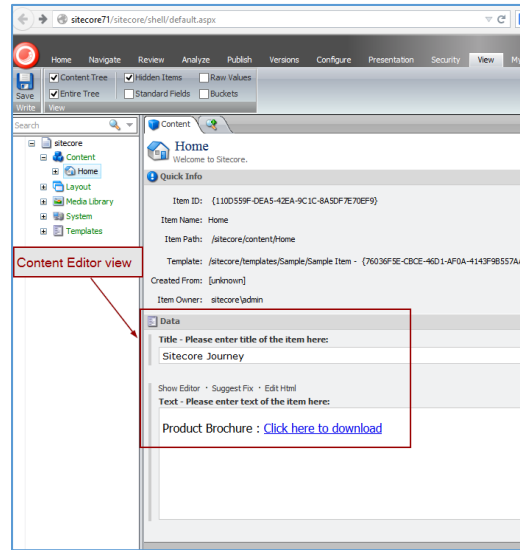 sitecore71/sitecore/shell/default.aspx
Home Navigate Review Analyze Publish Versions Configure Presentation Security View My
Content Tree Hidden Items Raw Values
Save Entire Tree Standard Fields Buckets
Write View
Search Content
sitecore Home
Content Welcome to Sitecore.
Home Quick Info
Layout
Media Library Item ID: {110D559F-DEA5-42EA-9C1C-8A5DF7E70EF9}
System Item Name: Home
Templates Item Path: /sitecore/content/Home
Content Editor view Template: /sitecore/templates/Sample/Sample Item - {76036F5E-CBCE-46D1-AF0A-4143F9B557AA
Created From: [unknown]
Item Owner: sitecore\admin
Data
Title - Please enter title of the item here:
Sitecore Journey
Show Editor · Suggest Fix · Edit Html
Text - Please enter text of the item here:
Product Brochure : Click here to download